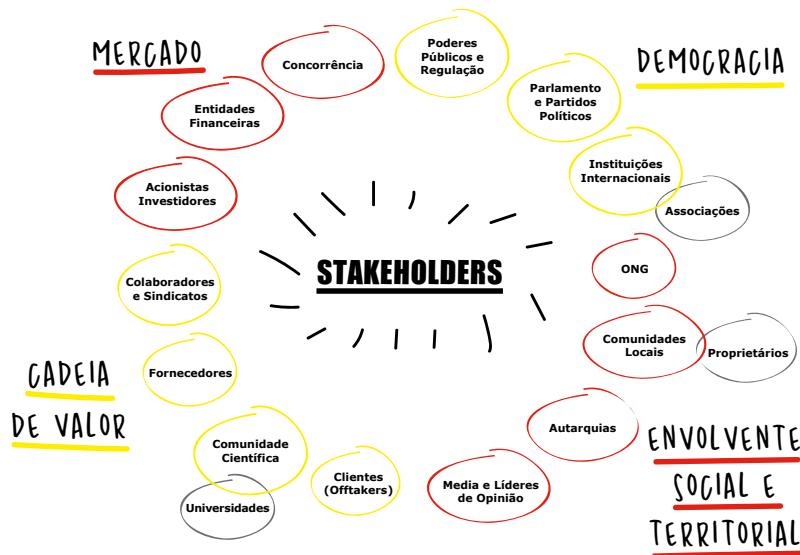 MERCADO
Concorrência
Poderes
Públicos e
Regulação
DEMOCRACIA
Entidades
Financeiras
Parlamento
e Partidos
Políticos
Acionistas
Investidores
Instituições
Internacionais
Associações
STAKEHOLDERS
ONG
Colaboradores
e Sindicatos
Comunidades
Locais
Proprietários
Fornecedores
CADEIA
DE VALOR
Comunidade
Científica
Universidades
Clientes
(Offtakers)
Media e Líderes
de Opinião
Autarquias
ENVOLVENTE
SOCIAL E
TERRITORIAL